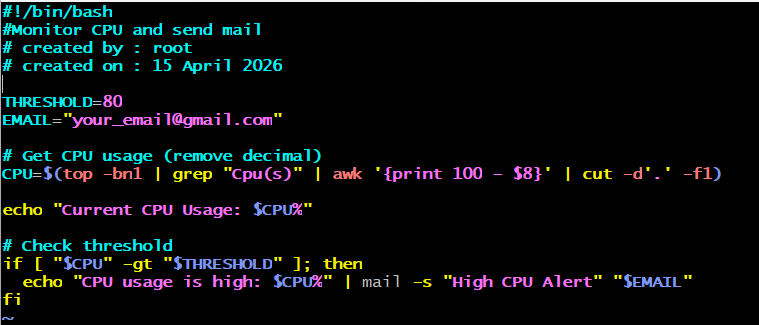 #!/bin/bash
#Monitor CPU and send mail
# created by : root
# created on : 15 April 2026
THRESHOLD=80
EMAIL="your_email@gmail.com"
# Get CPU usage (remove decimal)
CPU=$(top -bn1 | grep "Cpu(s)" | awk '{print 100 - $8}' | cut -d'.' -f1)
echo "Current CPU Usage: $CPU%"
# Check threshold
if [ "$CPU" -gt "$THRESHOLD" ]; then
  echo "CPU usage is high: $CPU%" | mail -s "High CPU Alert" "$EMAIL"
fi
~